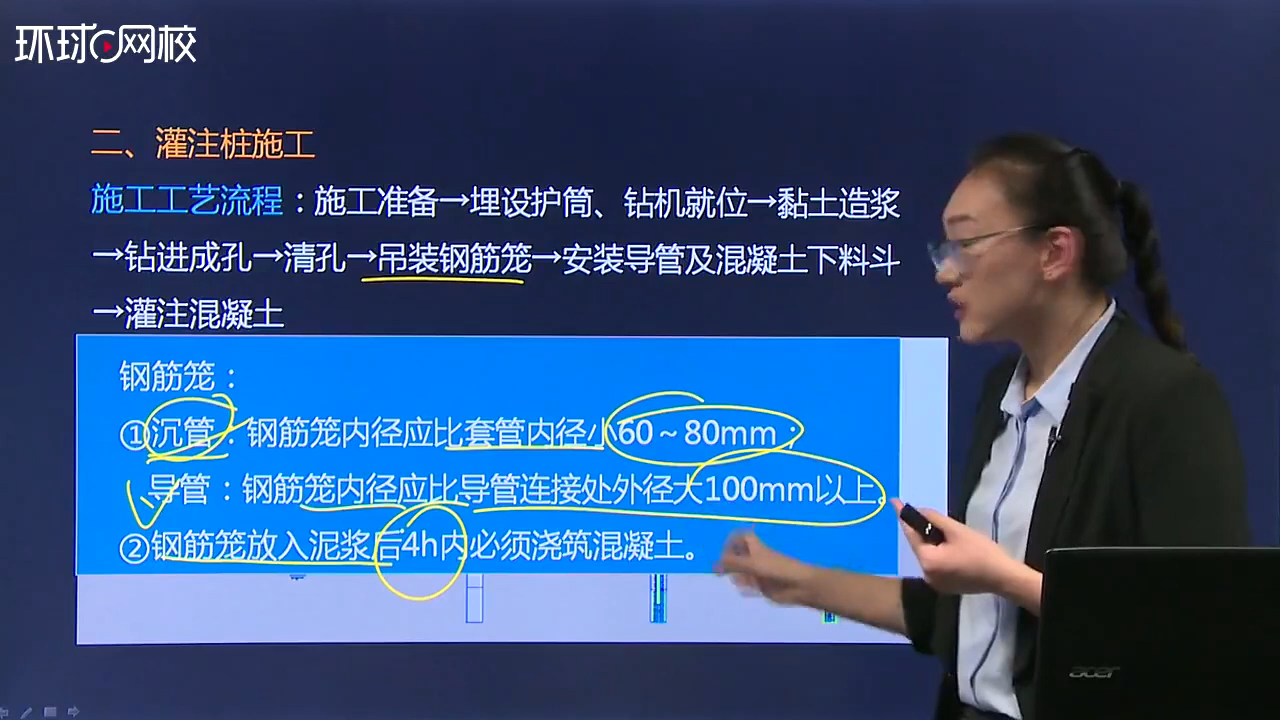 环球网校
二、灌注桩施工
施工工艺流程：施工准备→埋设护筒、钻机就位→黏土造浆
→钻进成孔→清孔→吊装钢筋笼→安装导管及混凝土下料斗
→灌注混凝土
钢筋笼：
①沉管：钢筋笼内径应比套管内径小60～80mm；
导管：钢筋笼内径应比导管连接处外径大100mm以上。
②钢筋笼放入泥浆后4h内必须浇筑混凝土。
acer